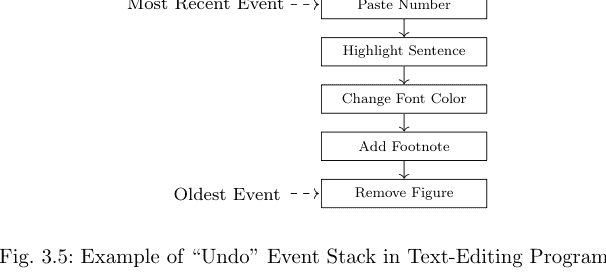 Most Recent Event
Paste Number
Highlight Sentence
Change Font Color
Add Footnote
Oldest Event
Remove Figure
Fig. 3.5: Example of “Undo” Event Stack in Text-Editing Program